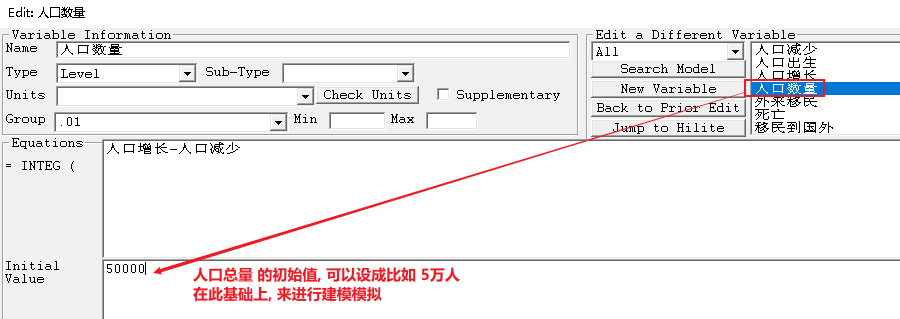 Edit: 人口数量
Variable Information
Name 人口数量
Type Level Sub-Type
Units Check Units Supplementary
Group .01 Min Max
Edit a Different Variable
All
Search Model
New Variable
Back to Prior Edit
Jump to Hilite
人口减少
人口出生
人口增长
人口数量
外来移民
死亡
移民到国外
Equations
= INTEG (
人口增长-人口减少
Initial
Value
50000
人口总量 的初始值, 可以设成比如 5万人
在此基础上, 来进行建模模拟